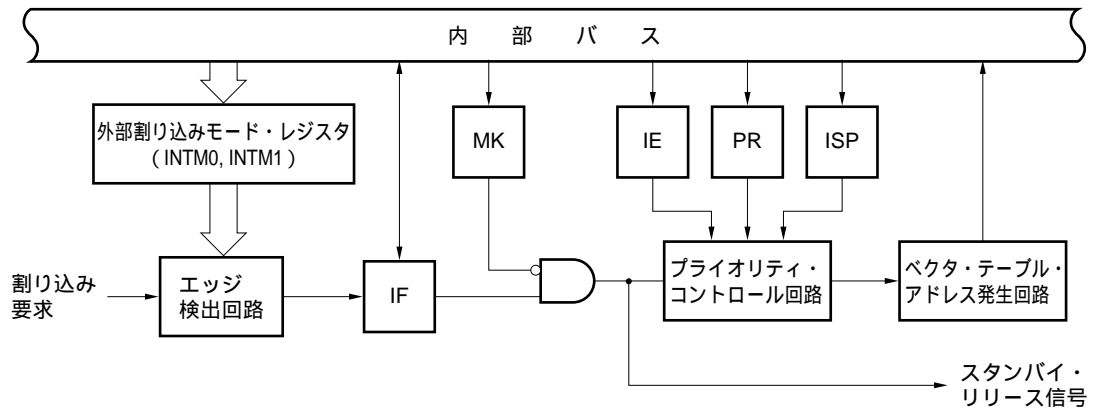 内 部 バ ス
外部割り込みモード・レジスタ
( INTM0, INTM1 )
MK
IE
PR
ISP
割り込み
要求
エッジ
検出回路
IF
プライオリティ・
コントロール回路
ベクタ・テーブル・
アドレス発生回路
スタンバイ・
リリース信号